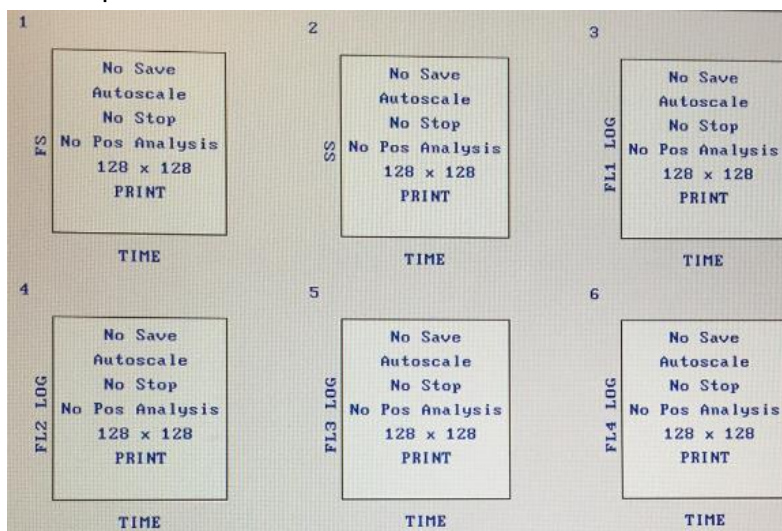 1
FS
No Save
Autoscale
No Stop
No Pos Analysis
128 x 128
PRINT
TIME
2
SS
No Save
Autoscale
No Stop
No Pos Analysis
128 x 128
PRINT
TIME
3
FL1 LOG
No Save
Autoscale
No Stop
No Pos Analysis
128 x 128
PRINT
TIME
4
FL2 LOG
No Save
Autoscale
No Stop
No Pos Analysis
128 x 128
PRINT
TIME
5
FL3 LOG
No Save
Autoscale
No Stop
No Pos Analysis
128 x 128
PRINT
TIME
6
FL4 LOG
No Save
Autoscale
No Stop
No Pos Analysis
128 x 128
PRINT
TIME